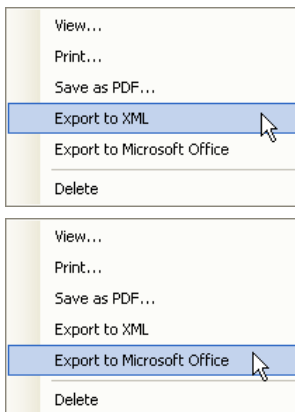 View...
Print...
Save as PDF...
Export to XML
Export to Microsoft Office
Delete
View...
Print...
Save as PDF...
Export to XML
Export to Microsoft Office
Delete